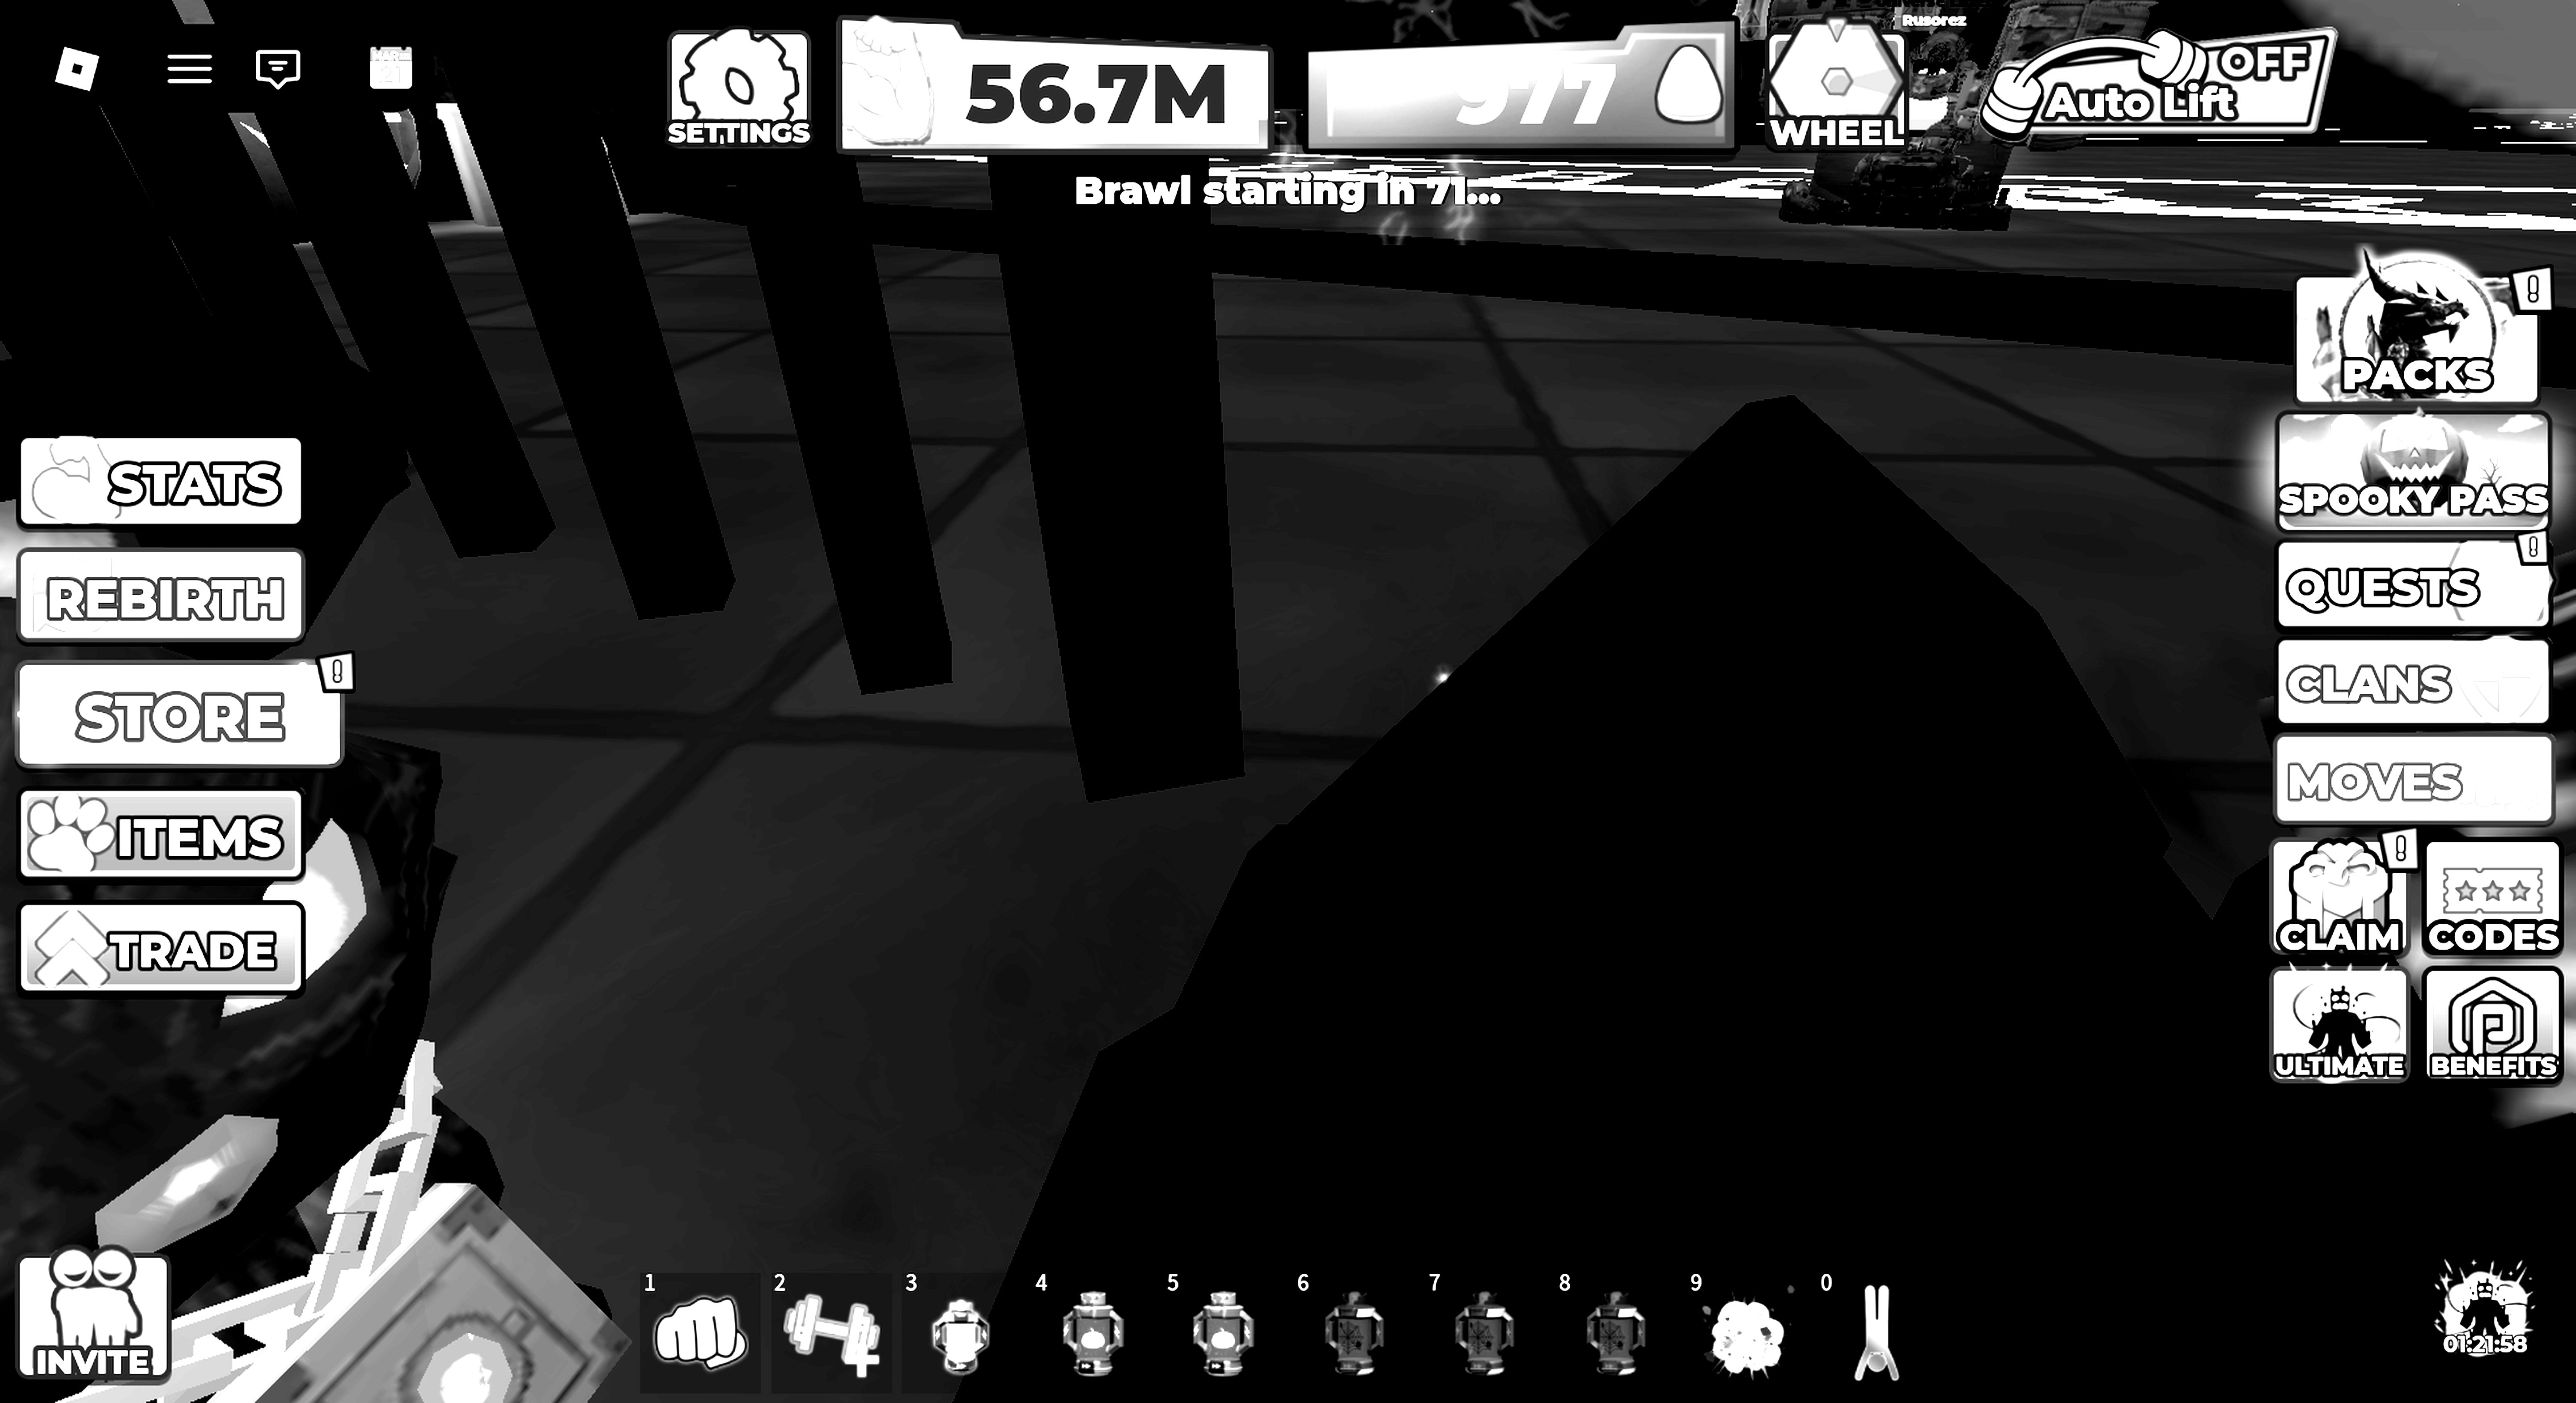 Rusorez
SETTINGS
56.7M
977
WHEEL
OFF
Auto Lift
Brawl starting in 71...
STATS
REBIRTH
STORE
ITEMS
TRADE
INVITE
PACKS
SPOOKY PASS
QUESTS
CLANS
MOVES
CLAIM
CODES
ULTIMATE
BENEFITS
1 2 3 4 5 6 7 8 9 0
01:21:58